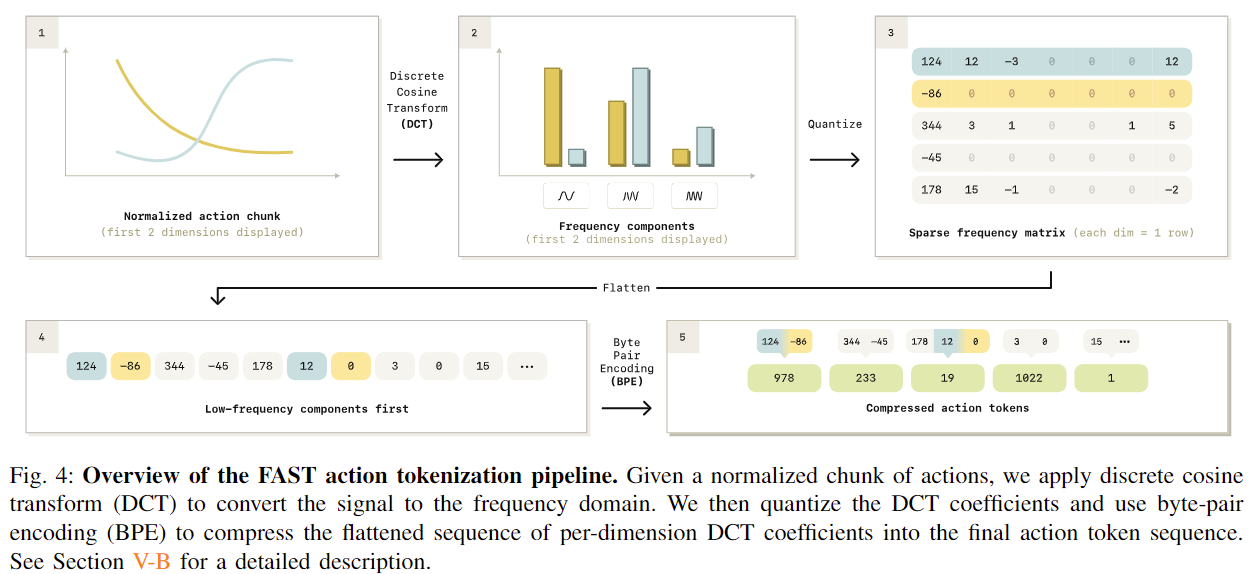 1
Normalized action chunk
(first 2 dimensions displayed)
Discrete
Cosine
Transform
(DCT)
2
Frequency components
(first 2 dimensions displayed)
Quantize
3
124 12 −3 0 0 0 12
−86 0 0 0 0 0 0
344 3 1 0 0 1 5
−45 0 0 0 0 0 0
178 15 −1 0 0 0 −2
Sparse frequency matrix (each dim = 1 row)
Flatten
4
124 −86 344 −45 178 12 0 3 0 15 ···
Low-frequency components first
Byte
Pair
Encoding
(BPE)
5
124 −86 344 −45 178 12 0 3 0 15 ···
978 233 19 1022 1
Compressed action tokens
Fig. 4: Overview of the FAST action tokenization pipeline. Given a normalized chunk of actions, we apply discrete cosine
transform (DCT) to convert the signal to the frequency domain. We then quantize the DCT coefficients and use byte-pair
encoding (BPE) to compress the flattened sequence of per-dimension DCT coefficients into the final action token sequence.
See Section V-B for a detailed description.